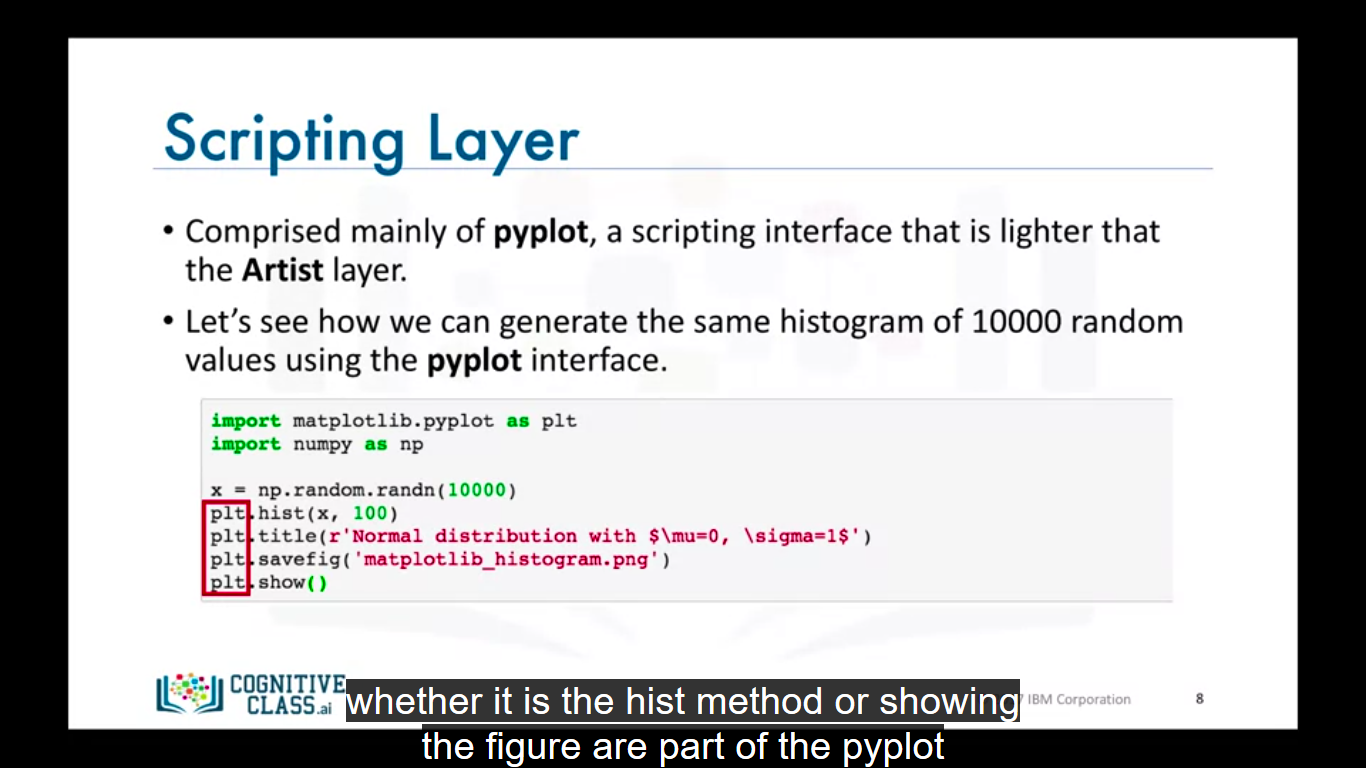 Scripting Layer
• Comprised mainly of pyplot, a scripting interface that is lighter that
the Artist layer.
• Let’s see how we can generate the same histogram of 10000 random
values using the pyplot interface.
import matplotlib.pyplot as plt
import numpy as np
x = np.random.randn(10000)
plt.hist(x, 100)
plt.title(r'Normal distribution with $\mu=0, \sigma=1$')
plt.savefig('matplotlib_histogram.png')
plt.show()
COGNITIVE
CLASS.ai
7 IBM Corporation
8
whether it is the hist method or showing
the figure are part of the pyplot